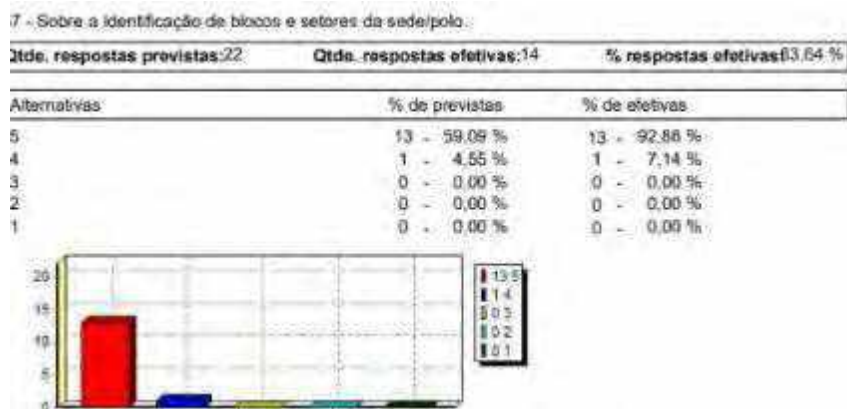 7 - Sobre a identificação de blocos e setores da sede/polo.
Qtde. respostas previstas:22 Qtde. respostas efetivas:14 % respostas efetivas:63,64 %
Alternativas % de previstas % de efetivas
5 13 - 59,09 % 13 - 92,86 %
4 1 - 4,55 % 1 - 7,14 %
3 0 - 0,00 % 0 - 0,00 %
2 0 - 0,00 % 0 - 0,00 %
1 0 - 0,00 % 0 - 0,00 %
20
15
10
5
0
13 5
1 4
0 3
0 2
0 1